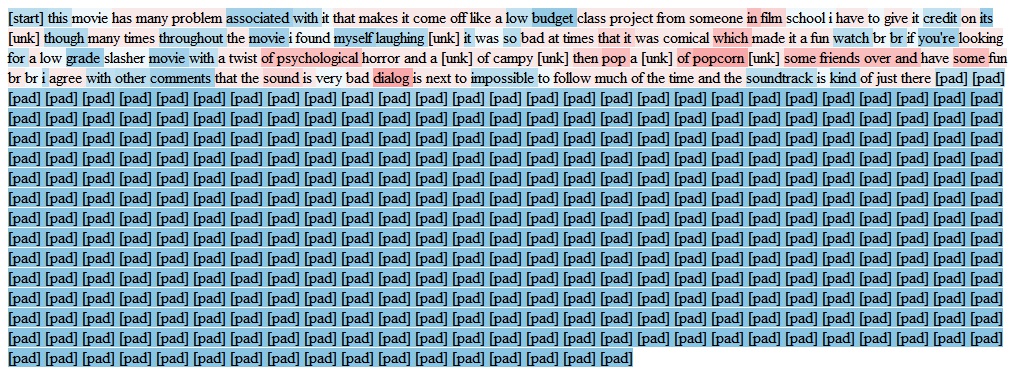 [start] this movie has many problem associated with it that makes it come off like a low budget class project from someone in film school i have to give it credit on its
[unk] though many times throughout the movie i found myself laughing [unk] it was so bad at times that it was comical which made it a fun watch br br if you're looking
for a low grade slasher movie with a twist of psychological horror and a [unk] of campy [unk] then pop a [unk] of popcorn [unk] some friends over and have some fun
br br i agree with other comments that the sound is very bad dialog is next to impossible to follow much of the time and the soundtrack is kind of just there [pad] [pad]
[pad] [pad] [pad] [pad] [pad] [pad] [pad] [pad] [pad] [pad] [pad] [pad] [pad] [pad] [pad] [pad] [pad] [pad] [pad] [pad] [pad] [pad] [pad] [pad] [pad] [pad] [pad]
[pad] [pad] [pad] [pad] [pad] [pad] [pad] [pad] [pad] [pad] [pad] [pad] [pad] [pad] [pad] [pad] [pad] [pad] [pad] [pad] [pad] [pad] [pad] [pad] [pad] [pad] [pad]
[pad] [pad] [pad] [pad] [pad] [pad] [pad] [pad] [pad] [pad] [pad] [pad] [pad] [pad] [pad] [pad] [pad] [pad] [pad] [pad] [pad] [pad] [pad] [pad] [pad] [pad] [pad]
[pad] [pad] [pad] [pad] [pad] [pad] [pad] [pad] [pad] [pad] [pad] [pad] [pad] [pad] [pad] [pad] [pad] [pad] [pad] [pad] [pad] [pad] [pad] [pad] [pad] [pad] [pad]
[pad] [pad] [pad] [pad] [pad] [pad] [pad] [pad] [pad] [pad] [pad] [pad] [pad] [pad] [pad] [pad] [pad] [pad] [pad] [pad] [pad] [pad] [pad] [pad] [pad] [pad] [pad]
[pad] [pad] [pad] [pad] [pad] [pad] [pad] [pad] [pad] [pad] [pad] [pad] [pad] [pad] [pad] [pad] [pad] [pad] [pad] [pad] [pad] [pad] [pad] [pad] [pad] [pad] [pad]
[pad] [pad] [pad] [pad] [pad] [pad] [pad] [pad] [pad] [pad] [pad] [pad] [pad] [pad] [pad] [pad] [pad] [pad] [pad] [pad] [pad] [pad] [pad] [pad] [pad] [pad] [pad]
[pad] [pad] [pad] [pad] [pad] [pad] [pad] [pad] [pad] [pad] [pad] [pad] [pad] [pad] [pad] [pad] [pad] [pad] [pad] [pad] [pad] [pad] [pad] [pad] [pad] [pad] [pad]
[pad] [pad] [pad] [pad] [pad] [pad] [pad] [pad] [pad] [pad] [pad] [pad] [pad] [pad] [pad] [pad] [pad] [pad] [pad] [pad] [pad] [pad] [pad] [pad] [pad] [pad] [pad]
[pad] [pad] [pad] [pad] [pad] [pad] [pad] [pad] [pad] [pad] [pad] [pad] [pad] [pad] [pad] [pad] [pad] [pad] [pad] [pad] [pad] [pad] [pad] [pad] [pad] [pad] [pad]
[pad] [pad] [pad] [pad] [pad] [pad] [pad] [pad] [pad] [pad] [pad] [pad] [pad] [pad] [pad] [pad] [pad] [pad] [pad] [pad] [pad] [pad] [pad] [pad] [pad] [pad] [pad]
[pad] [pad] [pad] [pad] [pad] [pad] [pad] [pad] [pad] [pad] [pad] [pad] [pad] [pad] [pad] [pad] [pad] [pad] [pad] [pad] [pad] [pad] [pad] [pad] [pad] [pad] [pad]
[pad] [pad] [pad] [pad] [pad] [pad] [pad] [pad] [pad] [pad] [pad] [pad] [pad] [pad] [pad] [pad] [pad] [pad] [pad] [pad] [pad] [pad] [pad] [pad] [pad] [pad] [pad]
[pad] [pad] [pad] [pad] [pad] [pad] [pad] [pad] [pad] [pad] [pad] [pad] [pad] [pad] [pad] [pad] [pad]